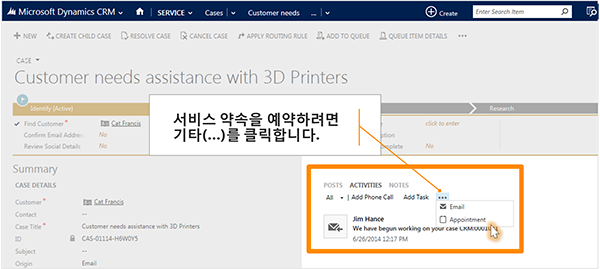 Microsoft Dynamics CRM SERVICE Cases Customer needs ... Create Enter Search Item
NEW CREATE CHILD CASE RESOLVE CASE CANCEL CASE APPLY ROUTING RULE ADD TO QUEUE QUEUE ITEM DETAILS ...
CASE
Customer needs assistance with 3D Printers
Identify (Active) Research
Find Customer* Cat Francis click to enter
Confirm Email Addres No
Review Social Details No
서비스 약속을 예약하려면
기타(...)를 클릭합니다.
Summary
CASE DETAILS
Customer * Cat Francis
Contact --
Case Title * Customer needs assistance with 3D Printers
ID CAS-01114-H6W0Y5
Subject --
Origin Email
POSTS ACTIVITIES NOTES
All | Add Phone Call Add Task ...
Email
Appointment
Jim Hance
We have begun working on your case CRM:00010
6/26/2014 12:17 PM